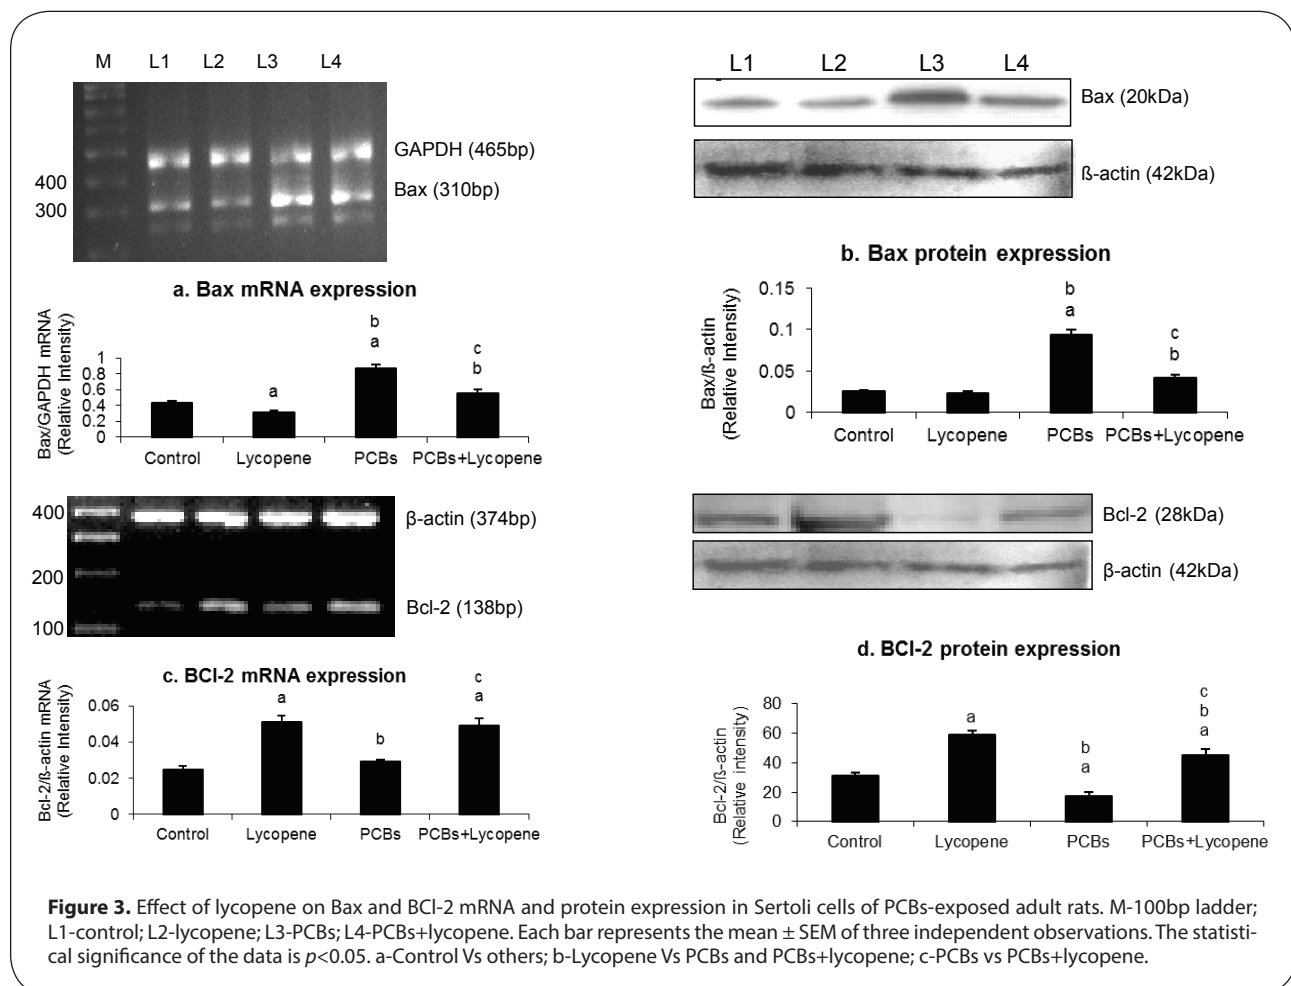 M L1 L2 L3 L4
GAPDH (465bp)
400
Bax (310bp)
300
a. Bax mRNA expression
Bax/GAPDH mRNA
(Relative Intensity)
1
0.8
0.6
0.4
0.2
0
a
b
a
c
b
Control Lycopene PCBs PCBs+Lycopene
L1 L2 L3 L4
Bax (20kDa)
ß-actin (42kDa)
b. Bax protein expression
Bax/ß-actin
(Relative Intensity)
0.15
0.1
0.05
0
b
a
c
b
Control Lycopene PCBs PCBs+Lycopene
400
β-actin (374bp)
200
Bcl-2 (138bp)
100
c. BCl-2 mRNA expression
Bcl-2/ß-actin mRNA
(Relative Intensity)
0.06
0.04
0.02
0
a
b
c
a
Control Lycopene PCBs PCBs+Lycopene
Bcl-2 (28kDa)
β-actin (42kDa)
d. BCl-2 protein expression
Bcl-2/ß-actin
(Relative intensity)
80
60
40
20
0
a
b
a
c
b
a
Control Lycopene PCBs PCBs+Lycopene
Figure 3. Effect of lycopene on Bax and BCl-2 mRNA and protein expression in Sertoli cells of PCBs-exposed adult rats. M-100bp ladder;
L1-control; L2-lycopene; L3-PCBs; L4-PCBs+lycopene. Each bar represents the mean ± SEM of three independent observations. The statisti-
cal significance of the data is p<0.05. a-Control Vs others; b-Lycopene Vs PCBs and PCBs+lycopene; c-PCBs vs PCBs+lycopene.